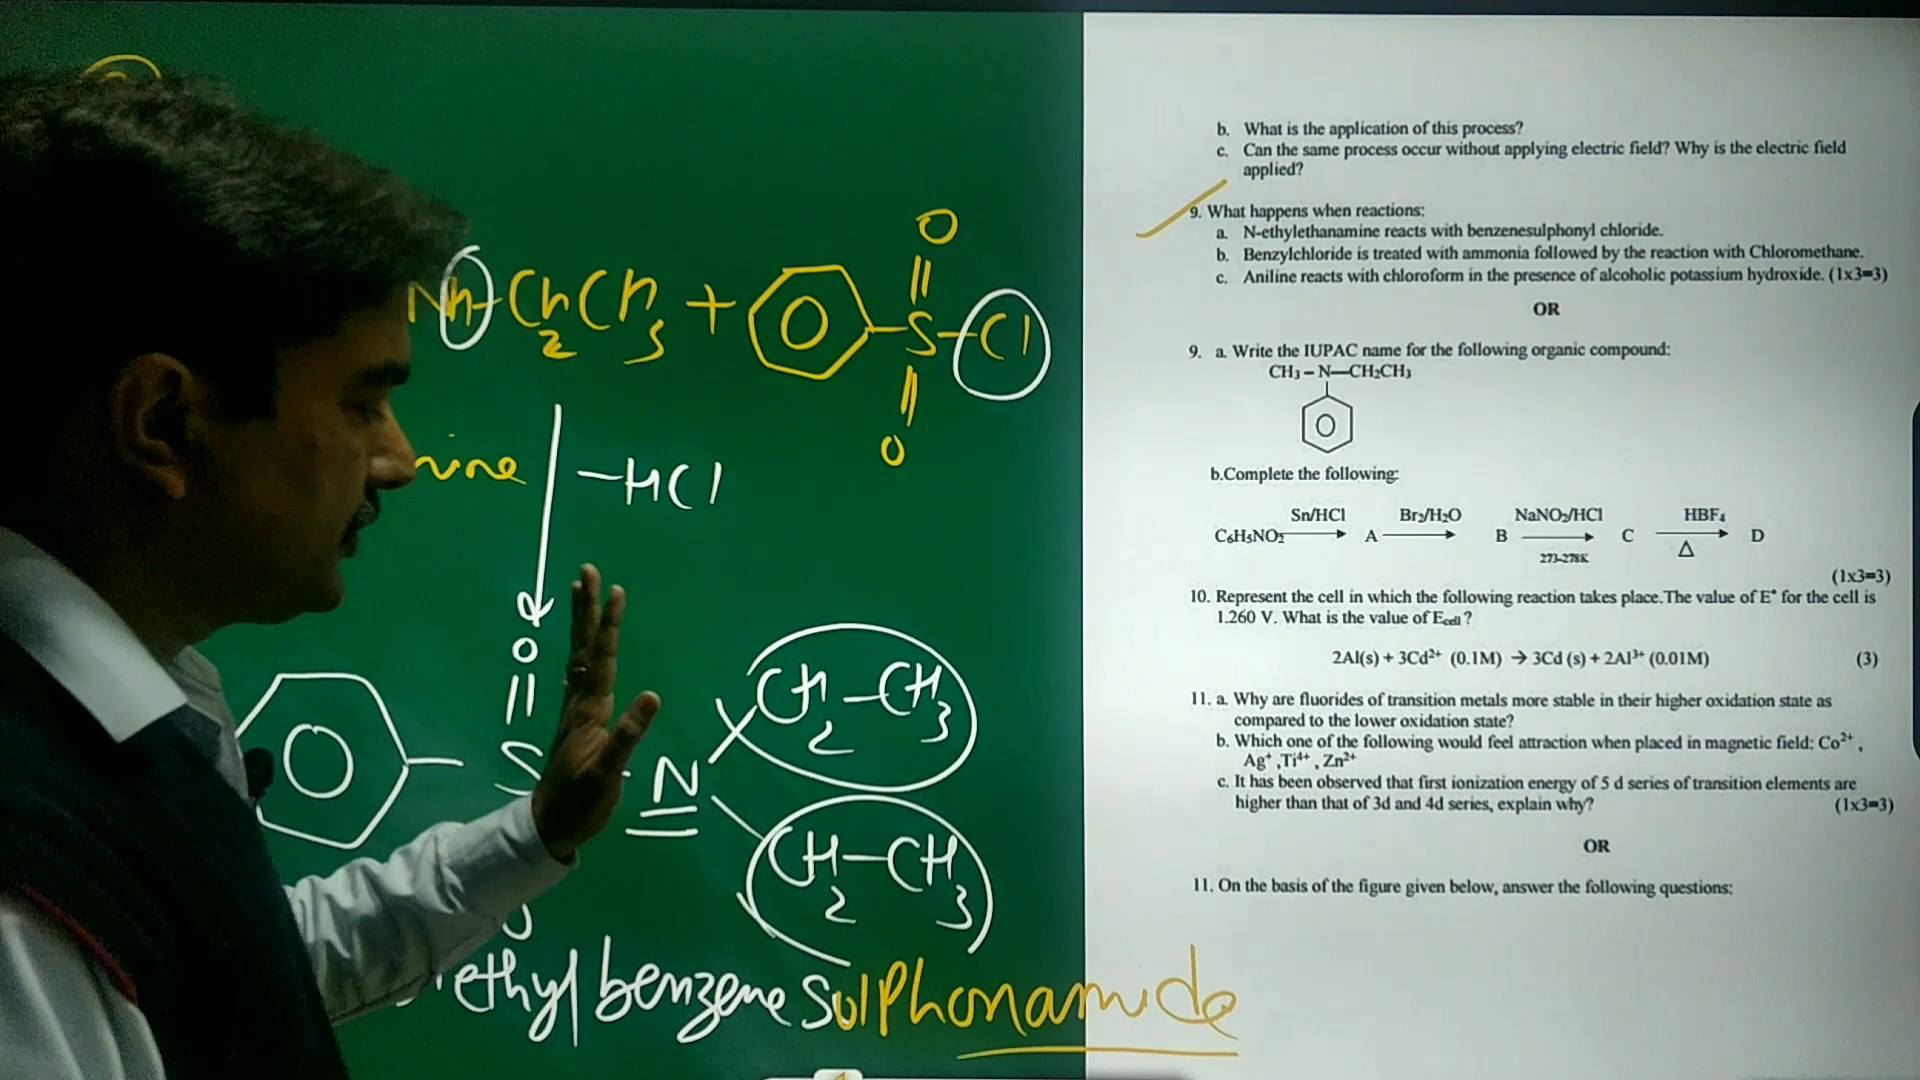 NH-CH2CH3 + S-Cl
O
O
-HCl
O
S
N
CH2-CH3
CH2-CH3
ethyl benzene sulphonamide
b. What is the application of this process?
c. Can the same process occur without applying electric field? Why is the electric field
applied?
9. What happens when reactions:
a. N-ethylethanamine reacts with benzenesulphonyl chloride.
b. Benzylchloride is treated with ammonia followed by the reaction with Chloromethane.
c. Aniline reacts with chloroform in the presence of alcoholic potassium hydroxide. (1x3=3)
OR
9. a. Write the IUPAC name for the following organic compound:
CH₃ – N—CH₂CH₃
b.Complete the following:
Sn/HCl Br₂/H₂O NaNO₂/HCl HBF₄
C₆H₅NO₂ → A → B → C → D
273-278K Δ
(1x3=3)
10. Represent the cell in which the following reaction takes place.The value of E˚ for the cell is
1.260 V. What is the value of Ecell ?
2Al(s) + 3Cd²⁺ (0.1M) → 3Cd (s) + 2Al³⁺ (0.01M) (3)
11. a. Why are fluorides of transition metals more stable in their higher oxidation state as
compared to the lower oxidation state?
b. Which one of the following would feel attraction when placed in magnetic field: Co²⁺ ,
Ag⁺ ,Ti⁴⁺ , Zn²⁺
c. It has been observed that first ionization energy of 5 d series of transition elements are
higher than that of 3d and 4d series, explain why? (1x3=3)
OR
11. On the basis of the figure given below, answer the following questions: